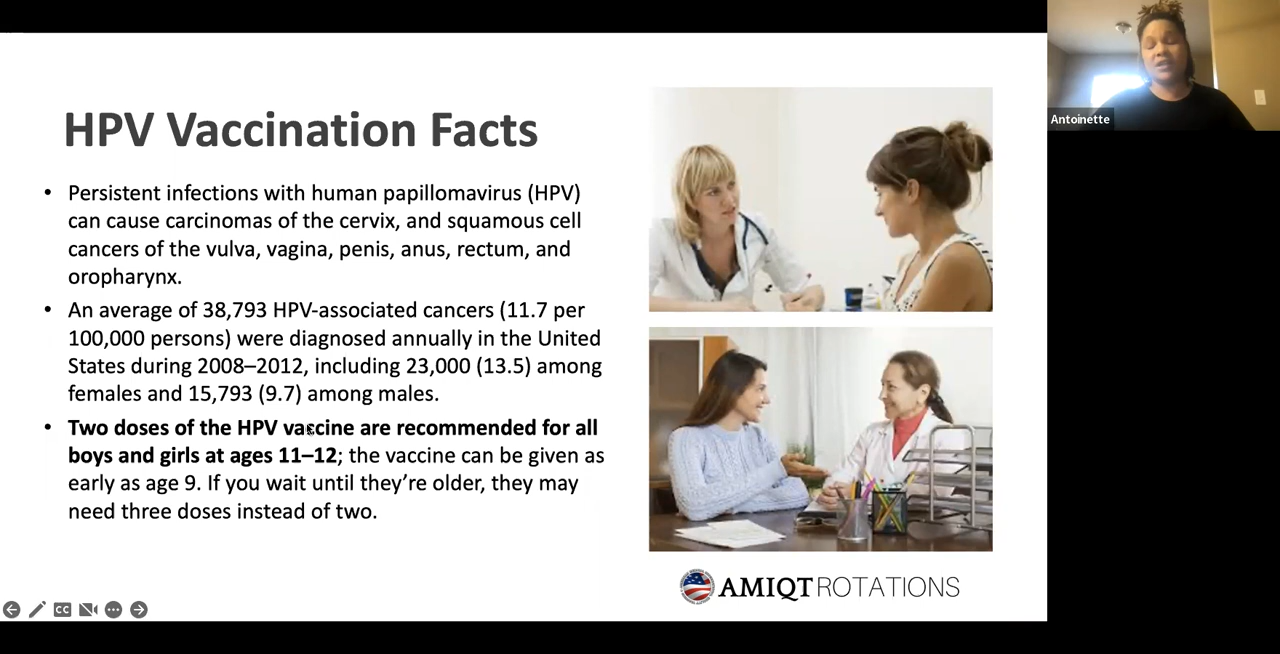 HPV Vaccination Facts
• Persistent infections with human papillomavirus (HPV)
can cause carcinomas of the cervix, and squamous cell
cancers of the vulva, vagina, penis, anus, rectum, and
oropharynx.
• An average of 38,793 HPV-associated cancers (11.7 per
100,000 persons) were diagnosed annually in the United
States during 2008–2012, including 23,000 (13.5) among
females and 15,793 (9.7) among males.
• Two doses of the HPV vaccine are recommended for all
boys and girls at ages 11–12; the vaccine can be given as
early as age 9. If you wait until they’re older, they may
need three doses instead of two.
AMIQT ROTATIONS
CC
Antoinette